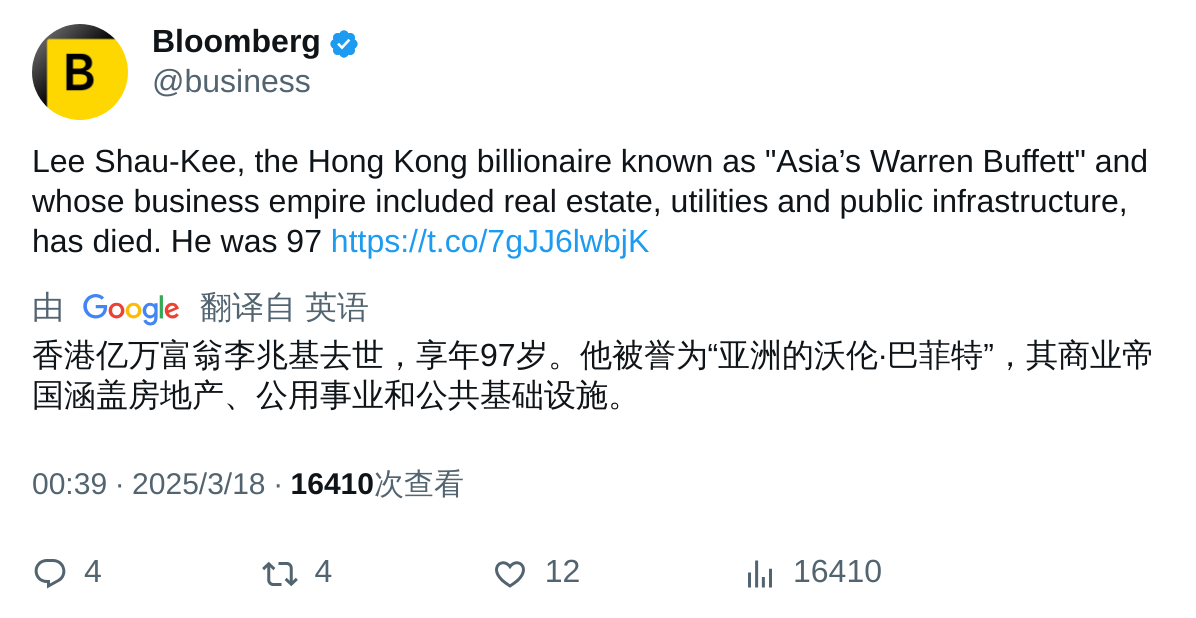 B
Bloomberg
@business
Lee Shau-Kee, the Hong Kong billionaire known as "Asia’s Warren Buffett" and
whose business empire included real estate, utilities and public infrastructure,
has died. He was 97 https://t.co/7gJJ6lwbjK
由 Google 翻译自 英语
香港亿万富翁李兆基去世，享年97岁。他被誉为“亚洲的沃伦·巴菲特”，其商业帝
国涵盖房地产、公用事业和公共基础设施。
00:39 · 2025/3/18 · 16410次查看
4 4 12 16410